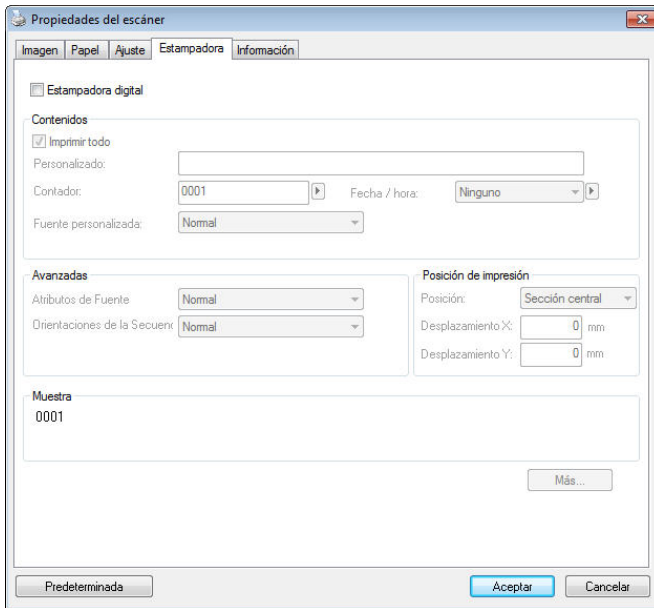 Propiedades del escáner
Imagen Papel Ajuste Estampadora Información
Estampadora digital
Contenidos
Imprimir todo
Personalizado:
Contador: 0001 Fecha / hora: Ninguno
Fuente personalizada: Normal
Avanzadas
Atributos de Fuente Normal
Orientaciones de la Secuen Normal
Posición de impresión
Posición: Sección central
Desplazamiento X: 0 mm
Desplazamiento Y: 0 mm
Muestra
0001
Más...
Predeterminada Aceptar Cancelar